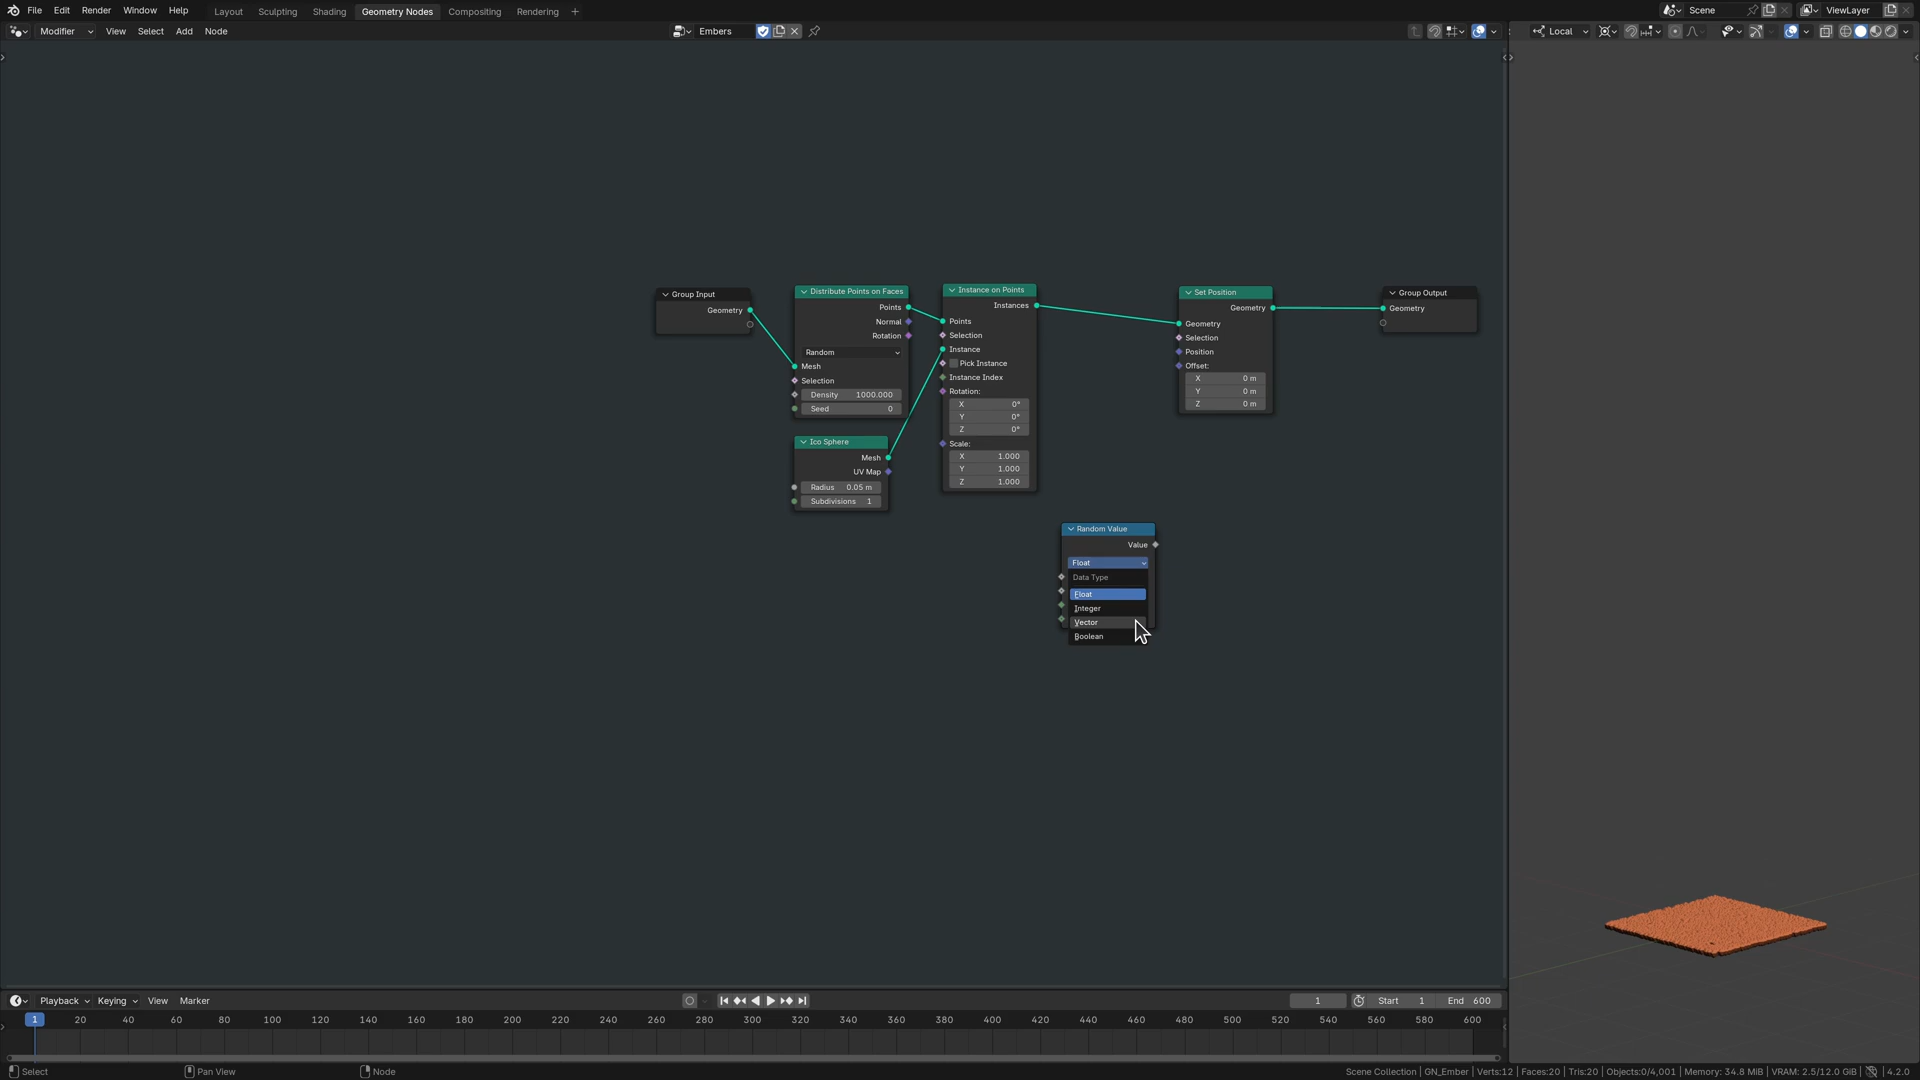 File Edit Render Window Help Layout Sculpting Shading Geometry Nodes Compositing Rendering + Scene ViewLayer
Modifier View Select Add Node Embers Local
Group Input
Geometry
Distribute Points on Faces
Points
Normal
Rotation
Random
Mesh
Selection
Density 1000.000
Seed 0
Ico Sphere
Mesh
UV Map
Radius 0.05 m
Subdivisions 1
Instance on Points
Instances
Points
Selection
Instance
Pick Instance
Instance Index
Rotation:
X 0°
Y 0°
Z 0°
Scale:
X 1.000
Y 1.000
Z 1.000
Set Position
Geometry
Geometry
Selection
Position
Offset:
X 0 m
Y 0 m
Z 0 m
Group Output
Geometry
Random Value
Value
Float
Data Type
Float
Integer
Vector
Boolean
Playback Keying View Marker 1 Start 1 End 600
1 20 40 60 80 100 120 140 160 180 200 220 240 260 280 300 320 340 360 380 400 420 440 460 480 500 520 540 560 580 600
Select Pan View Node Scene Collection | GN_Ember | Verts:12 | Faces:20 | Tris:20 | Objects:0/4,001 | Memory: 34.8 MiB | VRAM: 2.5/12.0 GiB | 4.2.0